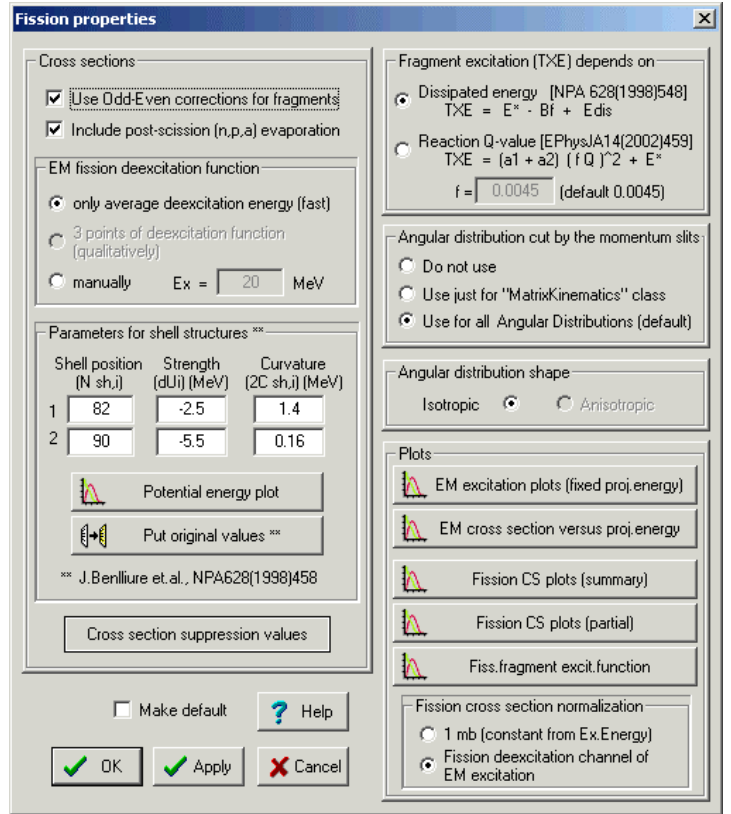 Fission properties
Cross sections
Use Odd-Even corrections for fragments
Include post-scission (n,p,a) evaporation
EM fission deexcitation function
only average deexcitation energy (fast)
3 points of deexcitation function
(qualitatively)
manually Ex = 20 MeV
Parameters for shell structures **
Shell position Strength Curvature
(N sh,i) (dUi) (MeV) (2C sh,i) (MeV)
1 82 -2.5 1.4
2 90 -5.5 0.16
Potential energy plot
Put original values **
** J.Benlliure et.al., NPA628(1998)458
Cross section suppression values
Make default
? Help
OK
Apply
Cancel
Fragment excitation (TXE) depends on
Dissipated energy [NPA 628(1998)548]
TXE = E* - Bf + Edis
Reaction Q-value [EPhysJA14(2002)459]
TXE = (a1 + a2) ( f Q )^2 + E*
f = 0.0045 (default 0.0045)
Angular distribution cut by the momentum slits
Do not use
Use just for "MatrixKinematics" class
Use for all Angular Distributions (default)
Angular distribution shape
Isotropic Anisotropic
Plots
EM excitation plots (fixed proj.energy)
EM cross section versus proj.energy
Fission CS plots (summary)
Fission CS plots (partial)
Fiss.fragment excit.function
Fission cross section normalization
1 mb (constant from Ex.Energy)
Fission deexcitation channel of
EM excitation